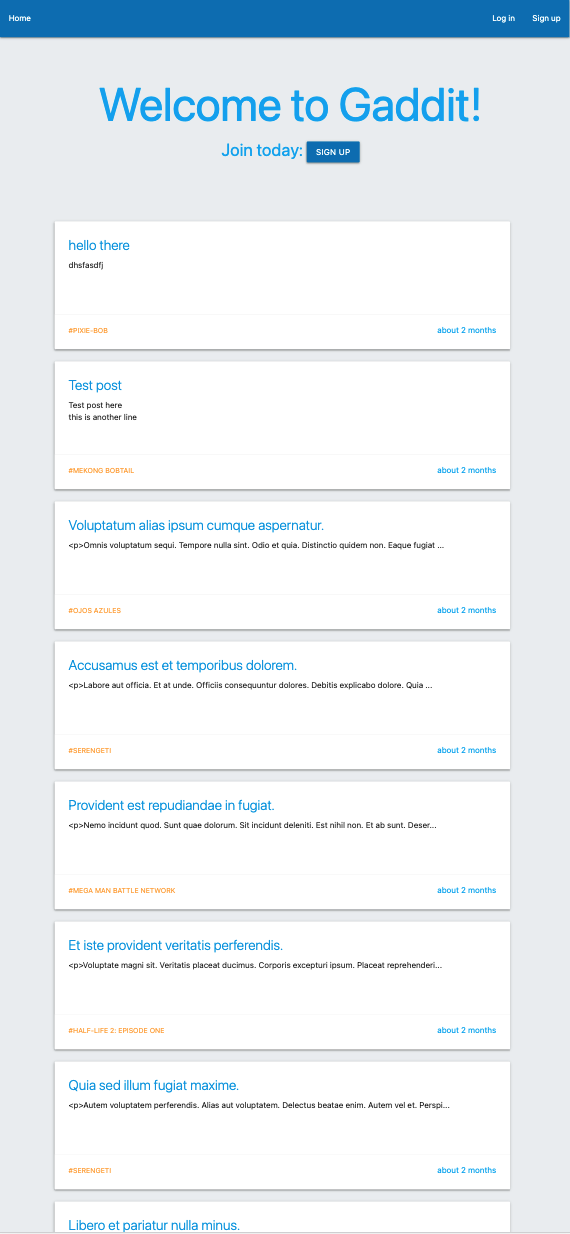 Home Log in Sign up
Welcome to Gaddit!
Join today: SIGN UP
hello there
dhsfasdfj
#PIXIE-BOB about 2 months
Test post
Test post here
this is another line
#MEKONG BOBTAIL about 2 months
Voluptatum alias ipsum cumque aspernatur.
<p>Omnis voluptatum sequi. Tempore nulla sint. Odio et quia. Distinctio quidem non. Eaque fugiat ...
#OJOS AZULES about 2 months
Accusamus est et temporibus dolorem.
<p>Labore aut officia. Et at unde. Officiis consequuntur dolores. Debitis explicabo dolore. Quia ...
#SERENGETI about 2 months
Provident est repudiandae in fugiat.
<p>Nemo incidunt quod. Sunt quae dolorum. Sit incidunt deleniti. Est nihil non. Et ab sunt. Deser...
#MEGA MAN BATTLE NETWORK about 2 months
Et iste provident veritatis perferendis.
<p>Voluptate magni sit. Veritatis placeat ducimus. Corporis excepturi ipsum. Placeat reprehenderi...
#HALF-LIFE 2: EPISODE ONE about 2 months
Quia sed illum fugiat maxime.
<p>Autem voluptatem perferendis. Alias aut voluptatem. Delectus beatae enim. Autem vel et. Perspi...
#SERENGETI about 2 months
Libero et pariatur nulla minus.